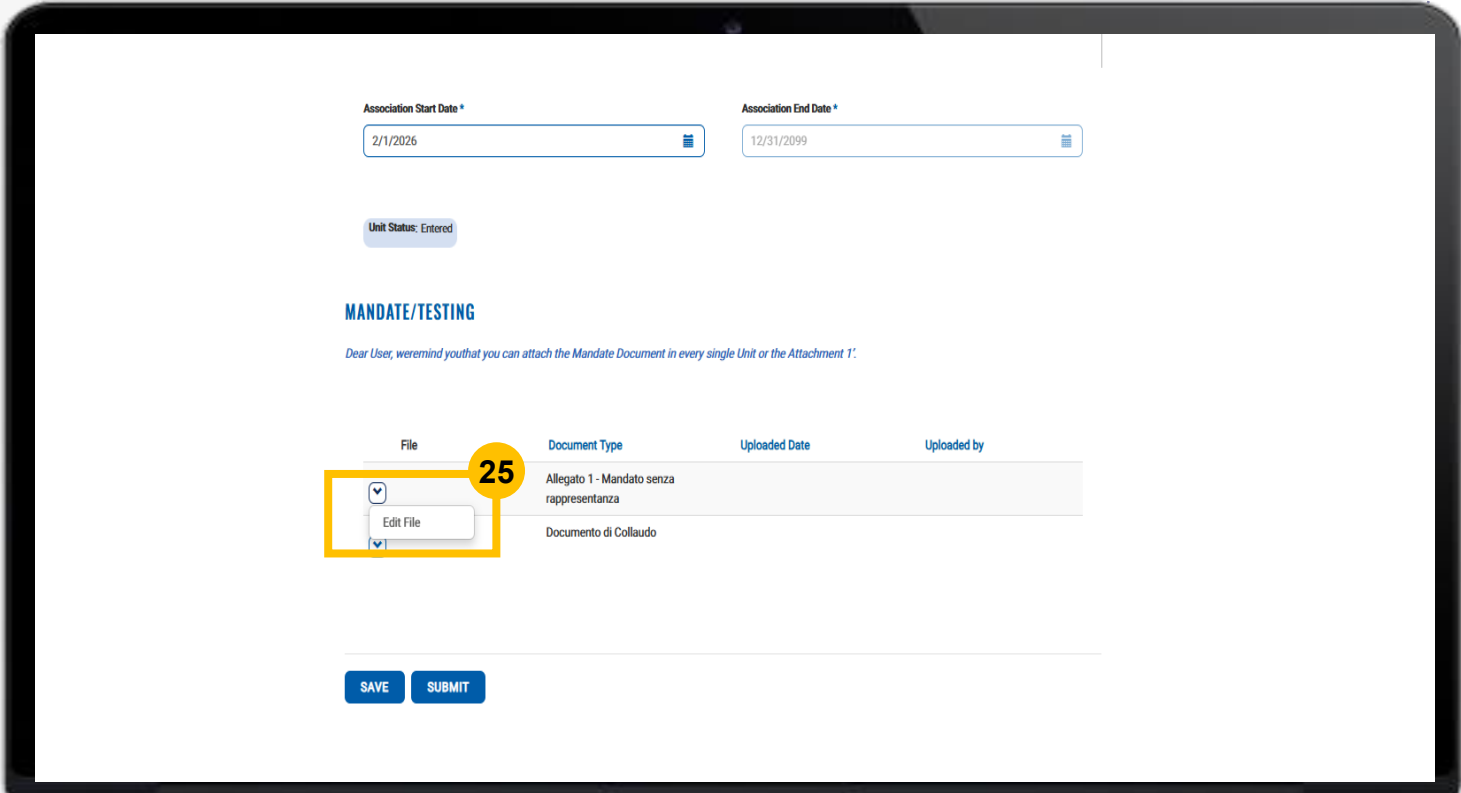 Association Start Date *
Association End Date *
2/1/2026
12/31/2099
Unit Status: Entered
MANDATE/TESTING
Dear User, weremind youthat you can attach the Mandate Document in every single Unit or the Attachment 1'.
File
Document Type
Uploaded Date
Uploaded by
25
Allegato 1 - Mandato senza
rappresentanza
Edit File
Documento di Collaudo
SAVE
SUBMIT